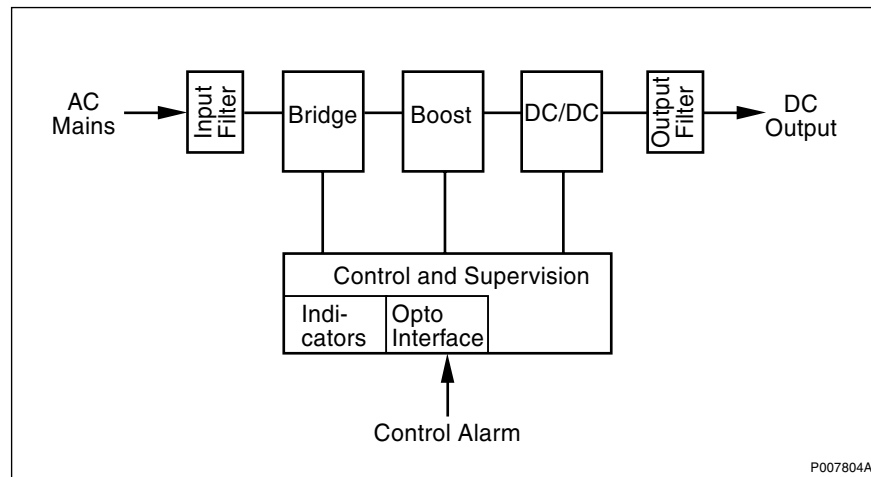 AC
Mains
Input
Filter
Bridge
Boost
DC/DC
Output
Filter
DC
Output
Control and Supervision
Indi-
cators
Opto
Interface
Control Alarm
P007804A